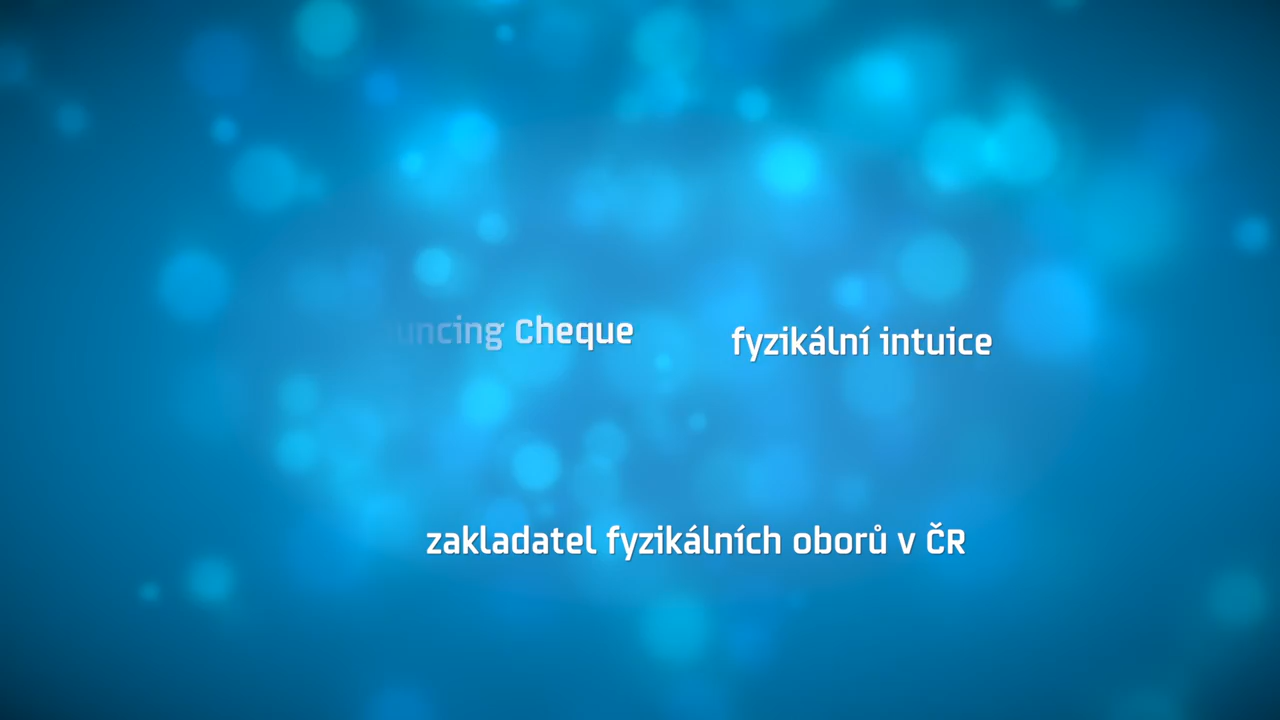 Cheque
fyzikální intuice
zakladatel fyzikálních oborů v ČR